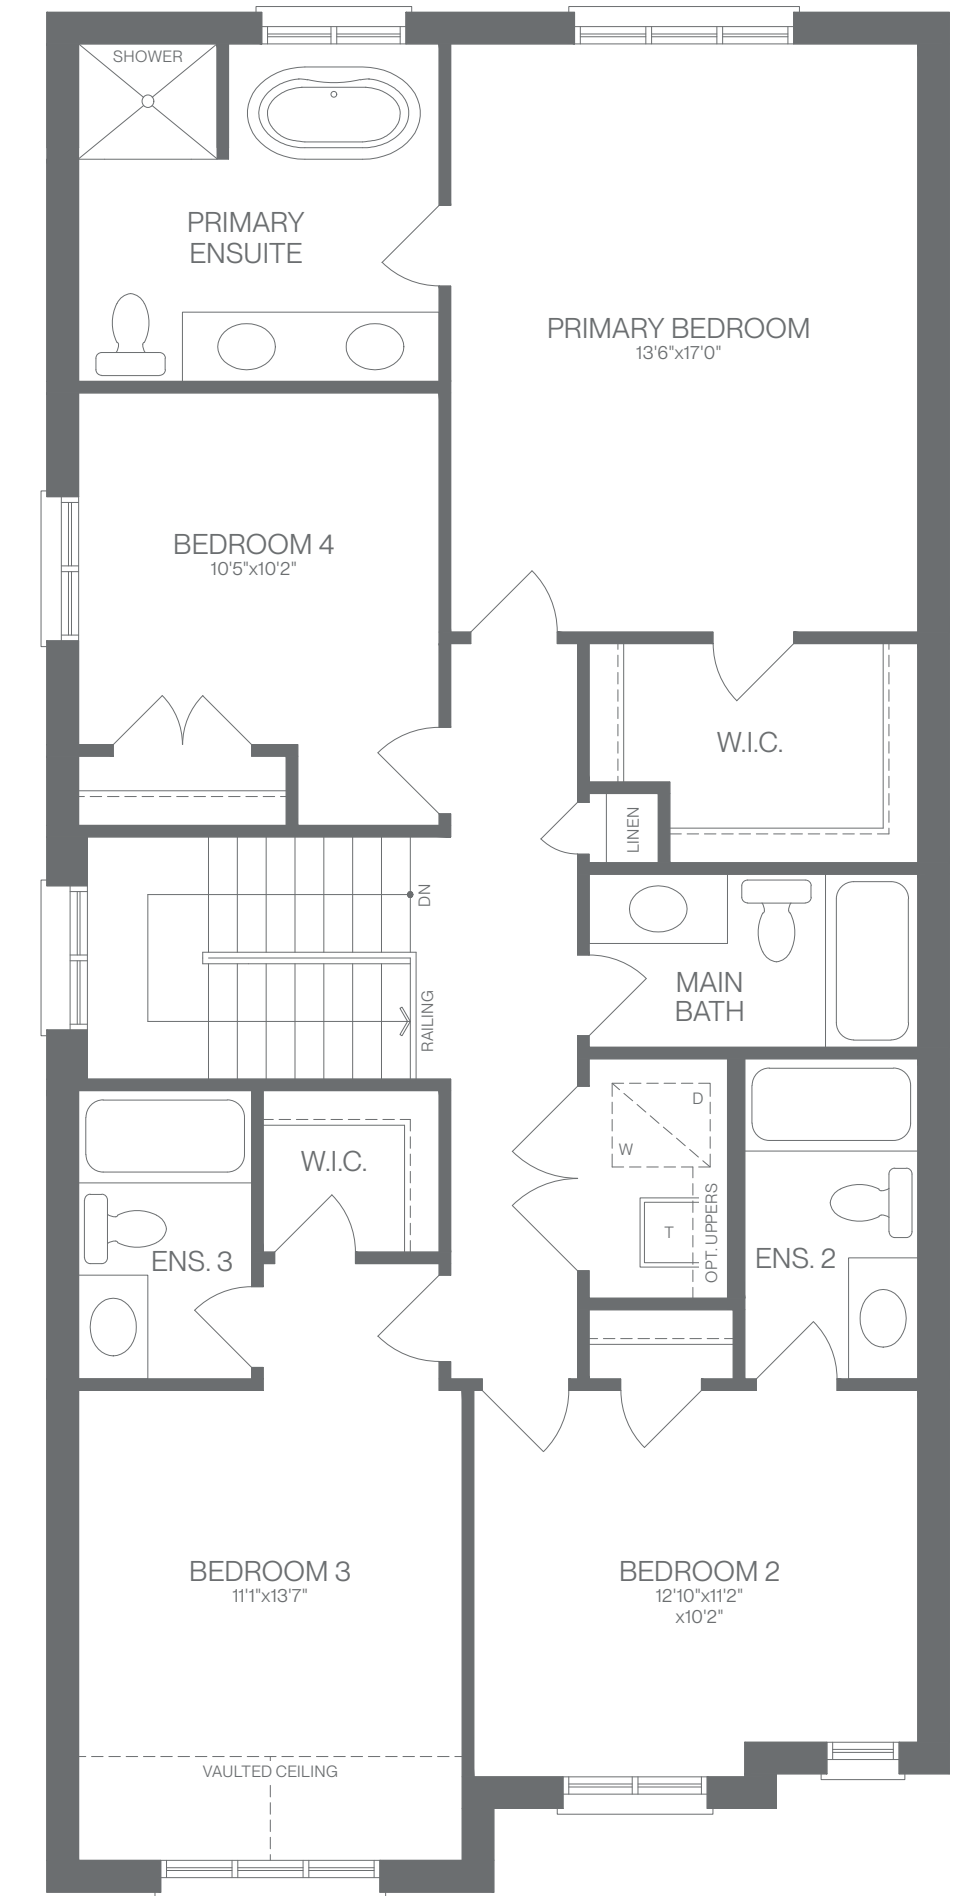 SHOWER
PRIMARY
ENSUITE
PRIMARY BEDROOM
13'6"x17'0"
BEDROOM 4
10'5"x10'2"
W.I.C.
LINEN
DN
RAILING
MAIN
BATH
W.I.C.
D
W
T
OPT. UPPERS
ENS. 3
ENS. 2
BEDROOM 3
11'1"x13'7"
BEDROOM 2
12'10"x11'2"
x10'2"
VAULTED CEILING